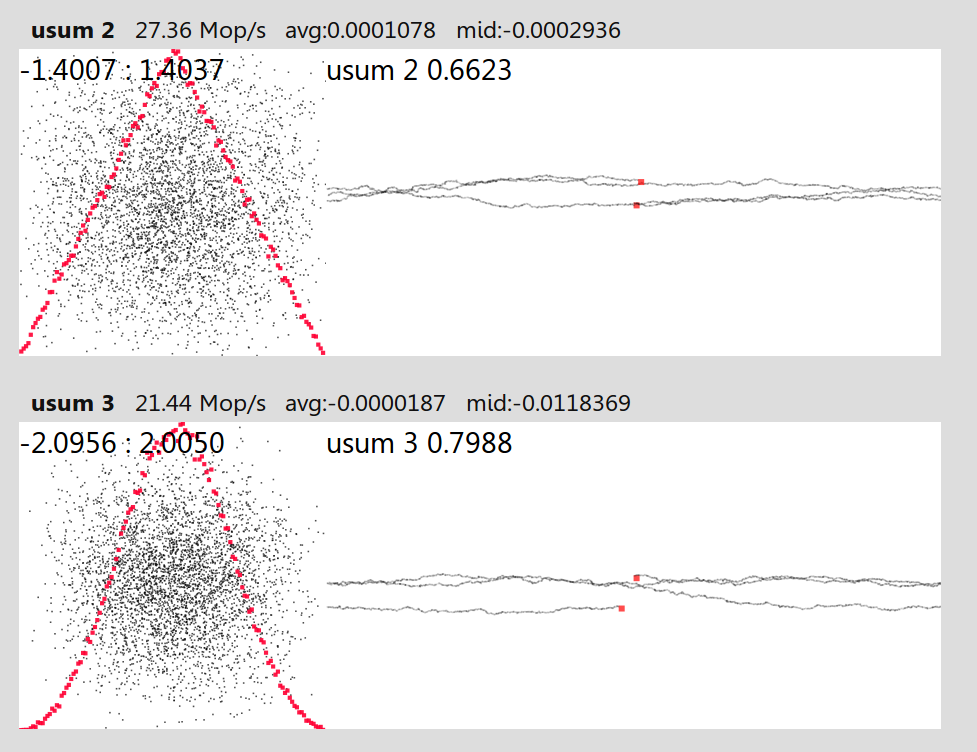 usum 2 27.36 Mop/s avg:0.0001078 mid:-0.0002936
-1.4007 : 1.4037 usum 2 0.6623
usum 3 21.44 Mop/s avg:-0.0000187 mid:-0.0118369
-2.0956 : 2.0050 usum 3 0.7988